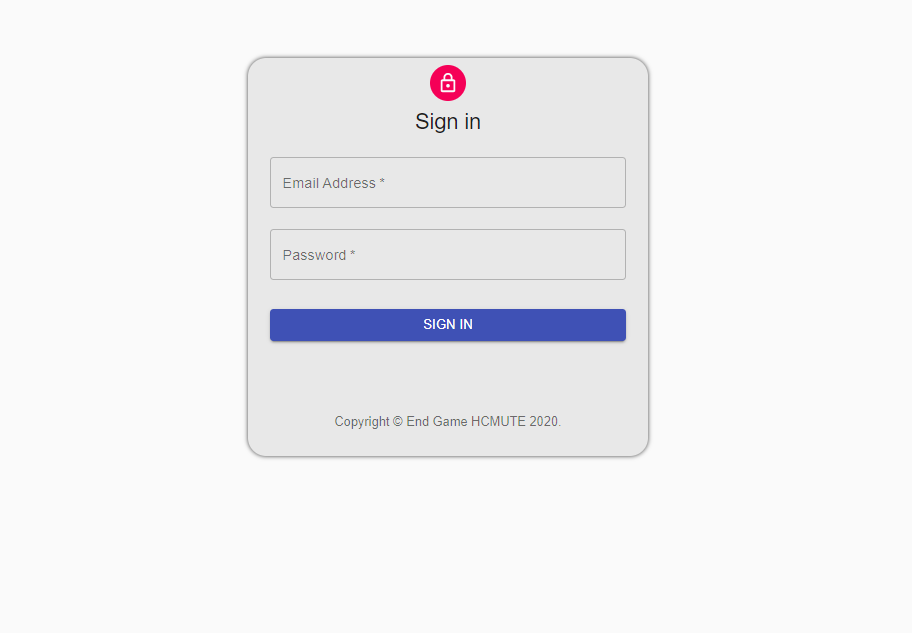 Sign in
Email Address *
Password *
SIGN IN
Copyright © End Game HCMUTE 2020.